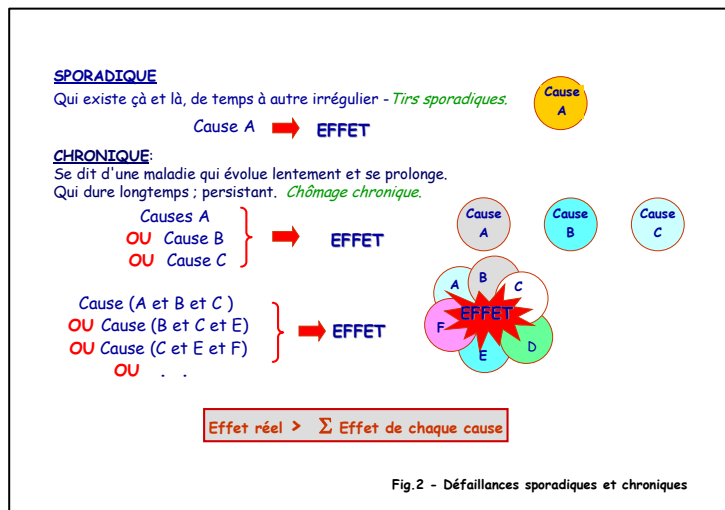 SPORADIQUE
Qui existe çà et là, de temps à autre irrégulier - Tirs sporadiques.
Cause A
EFFET
Cause
A
CHRONIQUE:
Se dit d'une maladie qui évolue lentement et se prolonge.
Qui dure longtemps ; persistant. Chômage chronique.
Causes A
OU Cause B
OU Cause C
EFFET
Cause
A
Cause
B
Cause
C
Cause (A et B et C )
OU Cause (B et C et E)
OU Cause (C et E et F)
OU . .
EFFET
A
B
C
EFFET
F
E
D
Effet réel > Σ Effet de chaque cause
Fig.2 - Défaillances sporadiques et chroniques